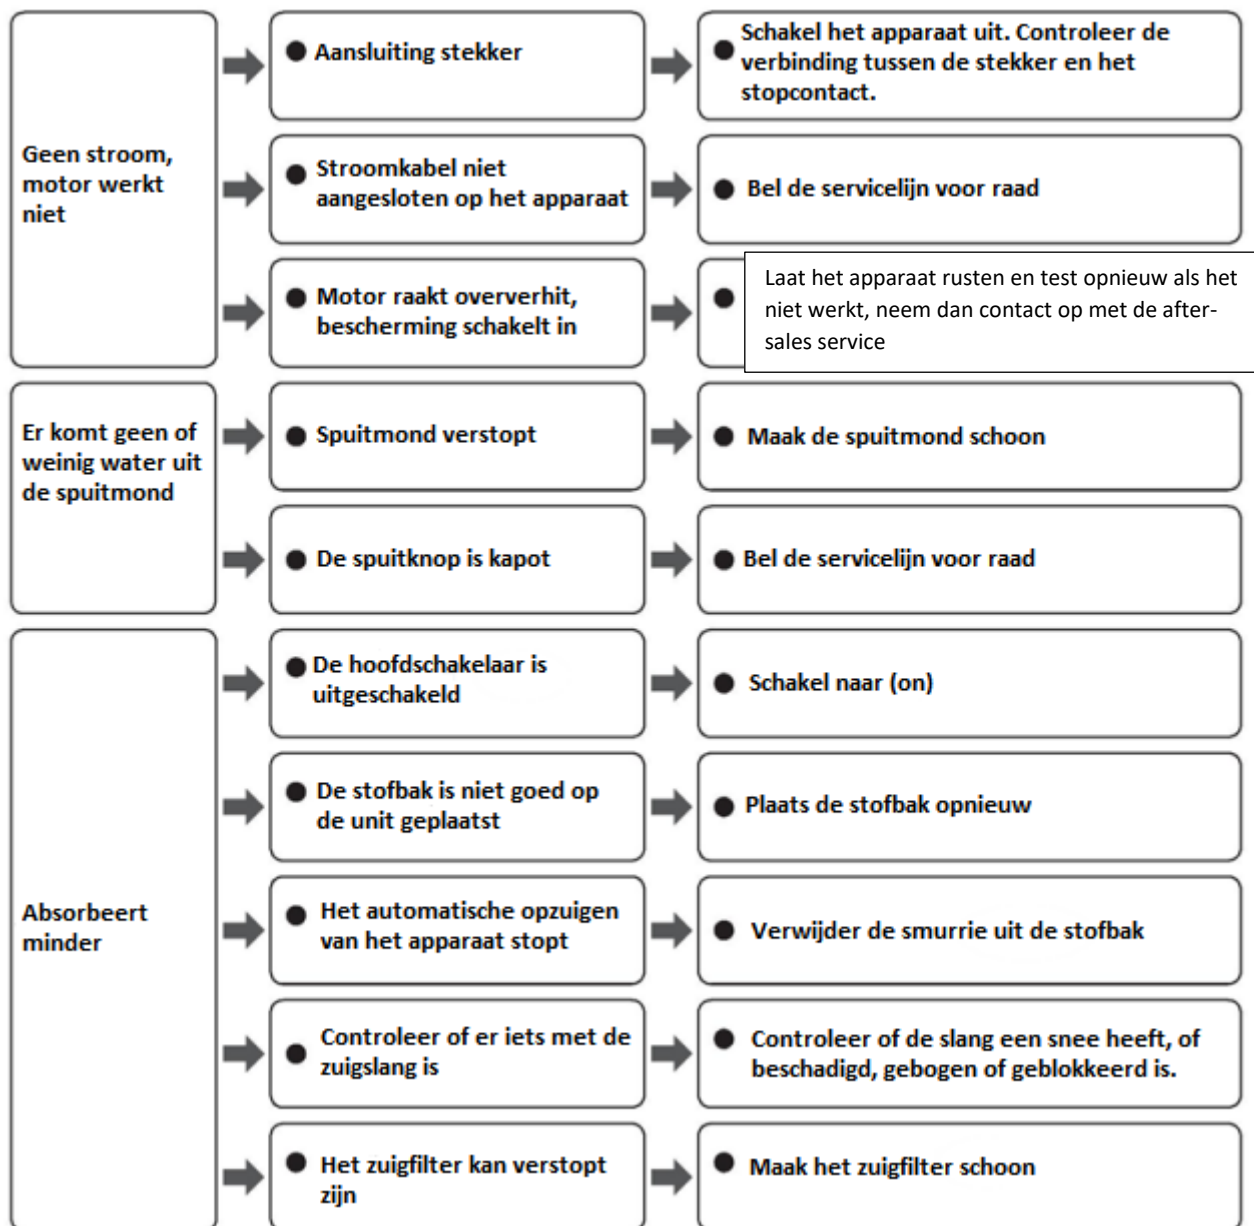 Geen stroom,
motor werkt
niet
Aansluiting stekker
Schakel het apparaat uit. Controleer de
verbinding tussen de stekker en het
stopcontact.
Stroomkabel niet
aangesloten op het apparaat
Bel de servicelijn voor raad
Motor raakt oververhit,
bescherming schakelt in
Laat het apparaat rusten en test opnieuw als het
niet werkt, neem dan contact op met de after-
sales service
Er komt geen of
weinig water uit
de spuitmond
Spuitmond verstopt
Maak de spuitmond schoon
De spuitknop is kapot
Bel de servicelijn voor raad
Absorbeert
minder
De hoofdschakelaar is
uitgeschakeld
Schakel naar (on)
De stofbak is niet goed op
de unit geplaatst
Plaats de stofbak opnieuw
Het automatische opzuigen
van het apparaat stopt
Verwijder de smurrie uit de stofbak
Controleer of er iets met de
zuigslang is
Controleer of de slang een snee heeft, of
beschadigd, gebogen of geblokkeerd is.
Het zuigfilter kan verstopt
zijn
Maak het zuigfilter schoon